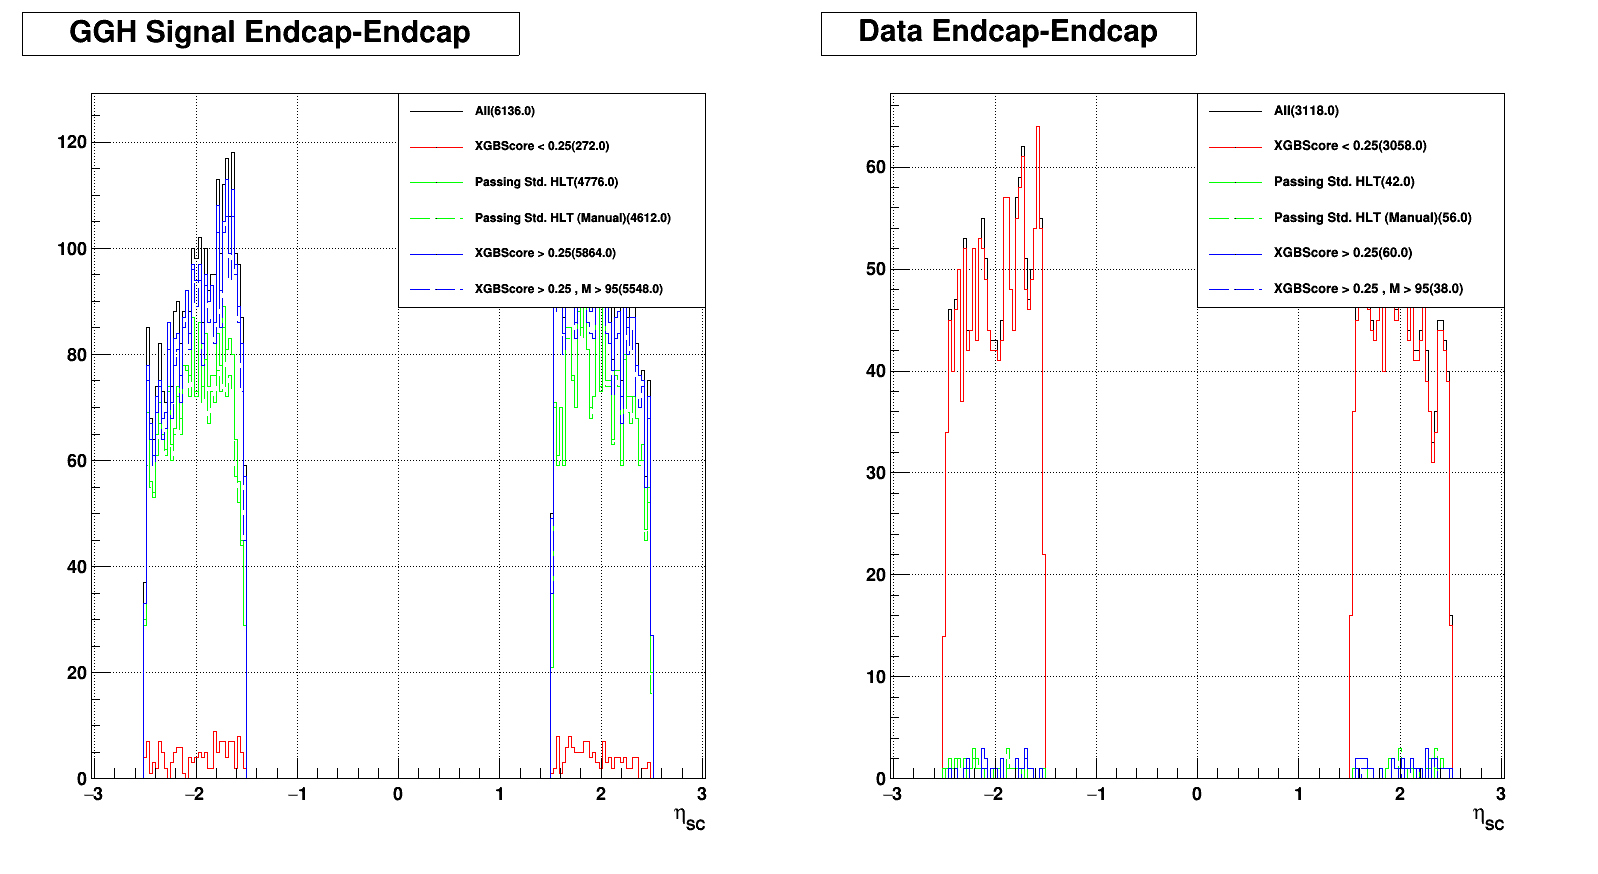 GGH Signal Endcap-Endcap
All(6136.0)
XGBScore < 0.25(272.0)
Passing Std. HLT(4776.0)
Passing Std. HLT (Manual)(4612.0)
XGBScore > 0.25(5864.0)
XGBScore > 0.25 , M > 95(5548.0)
120
100
80
60
40
20
0
−3 −2 −1 0 1 2 3
η_SC
Data Endcap-Endcap
All(3118.0)
XGBScore < 0.25(3058.0)
Passing Std. HLT(42.0)
Passing Std. HLT (Manual)(56.0)
XGBScore > 0.25(60.0)
XGBScore > 0.25 , M > 95(38.0)
60
50
40
30
20
10
0
−3 −2 −1 0 1 2 3
η_SC